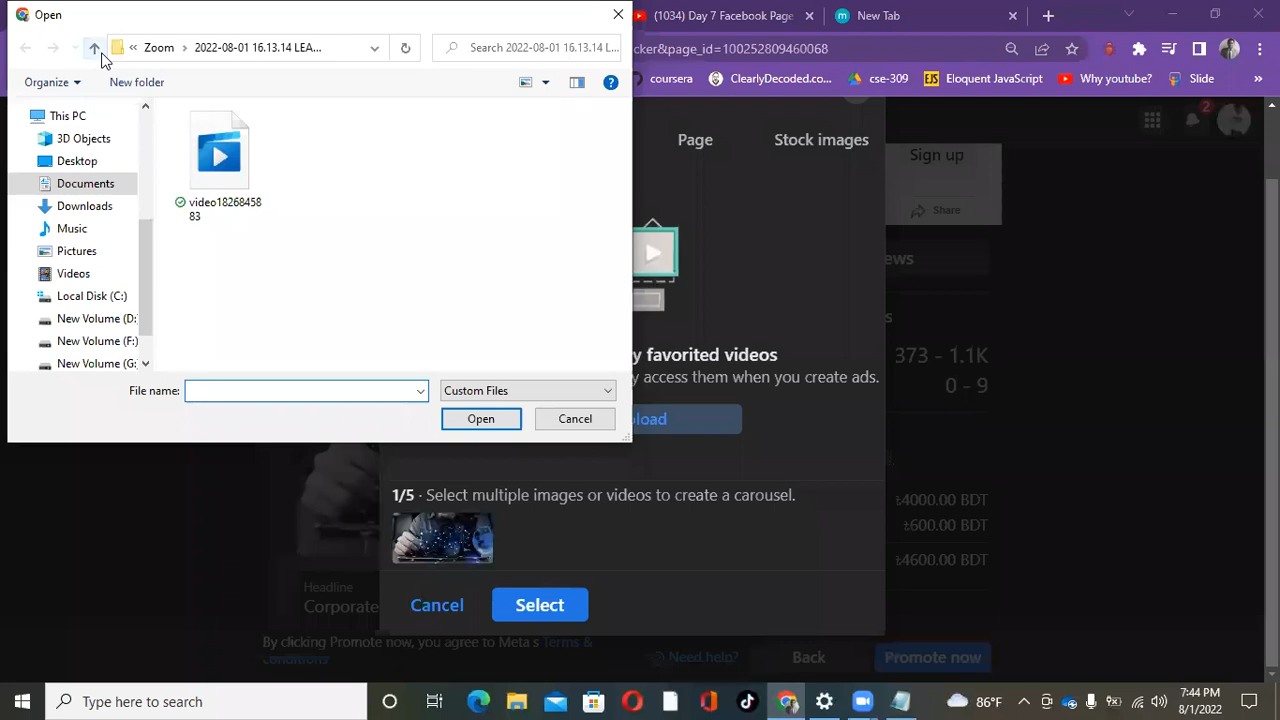 Open
(1034) Day 7 Facebook Page
New Tab
Zoom
2022-08-01 16.13.14 LEA...
Search 2022-08-01 16.13.14 L...
cker&page_id=100252809460068
Organize
New folder
coursera
ClearlyDecoded.co...
cse-309
EJS
Eloquent JavaScript
Why youtube?
Slide
»
This PC
3D Objects
Desktop
Documents
Downloads
Music
Pictures
Videos
Local Disk (C:)
New Volume (D:
New Volume (F:)
New Volume (G:
video18268458
83
File name:
Custom Files
Open
Cancel
Page
Stock images
2
Sign up
Share
ews
s
373 - 1.1K
0 - 9
y favorited videos
y access them when you create ads.
load
1/5 · Select multiple images or videos to create a carousel.
৳4000.00 BDT
৳600.00 BDT
৳4600.00 BDT
Headline
Corporate
Cancel
Select
By clicking Promote now, you agree to Meta's Terms &
Conditions
Need help?
Back
Promote now
Type here to search
86°F
7:44 PM
8/1/2022